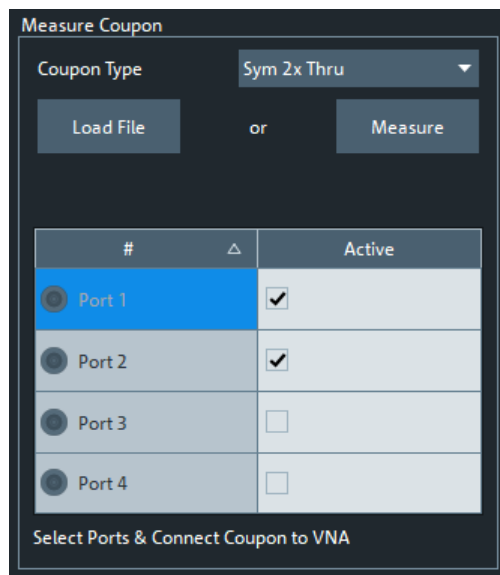 Measure Coupon
Coupon Type Sym 2x Thru
Load File or Measure
# Active
Port 1
Port 2
Port 3
Port 4
Select Ports & Connect Coupon to VNA